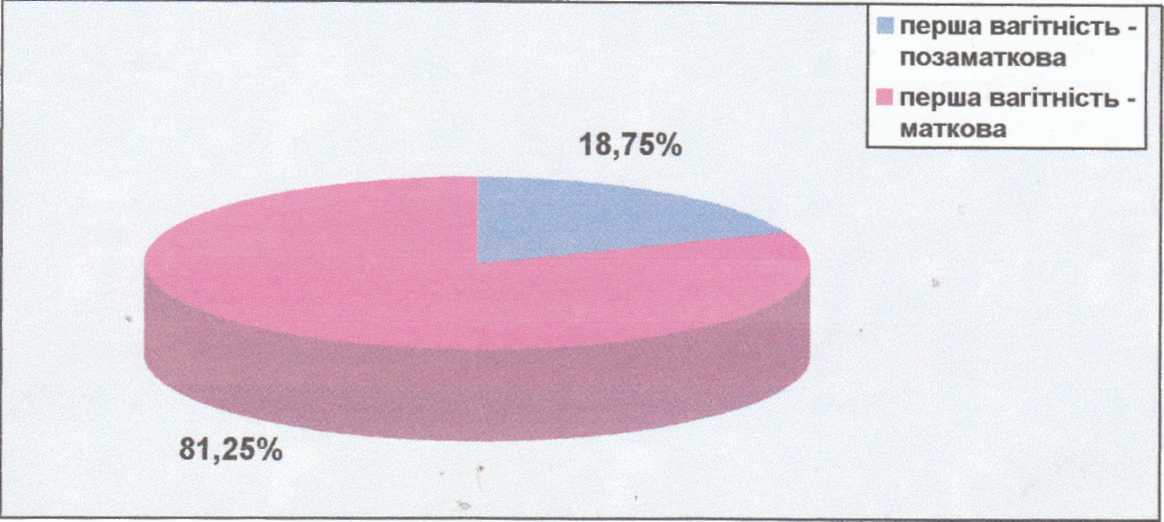 перша вагітність -
позаматкова
перша вагітність -
маткова
18,75%
81,25%